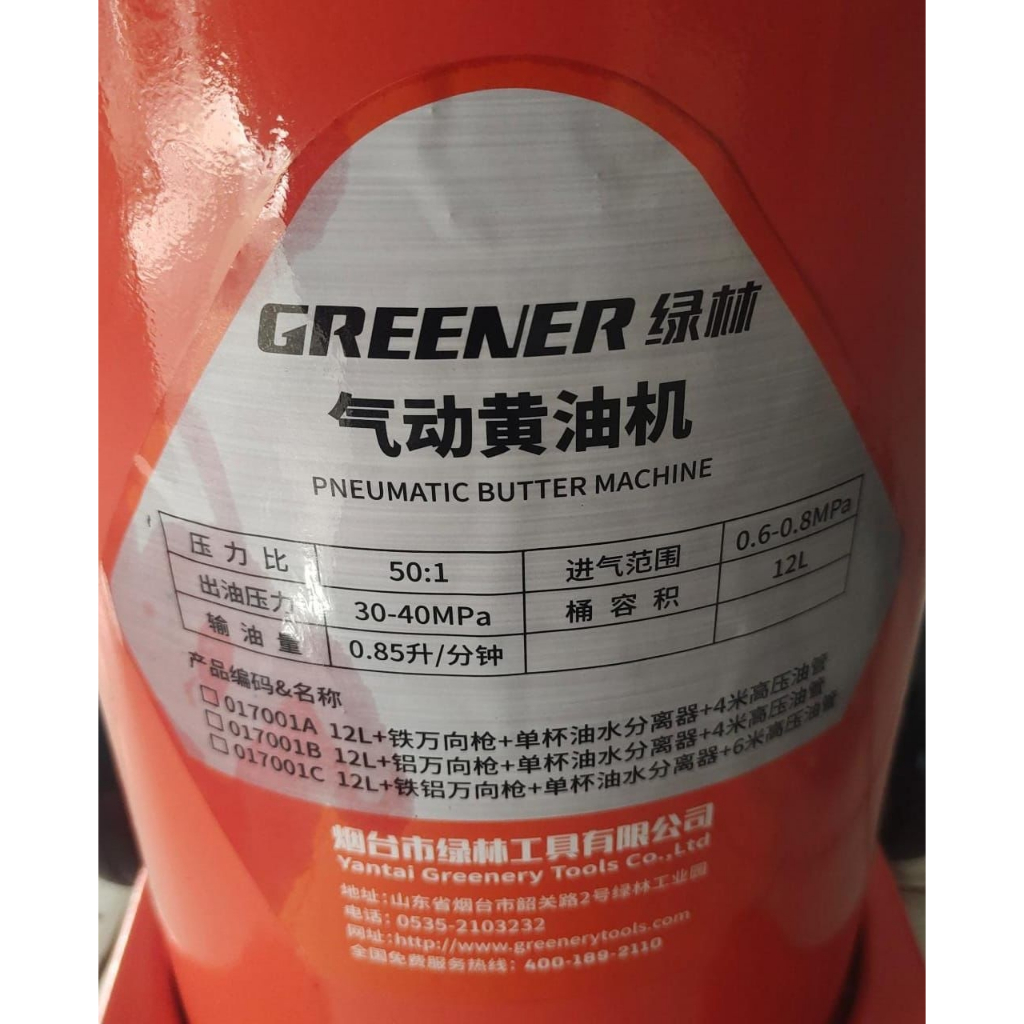 GREENER 绿林
气动黄油机
PNEUMATIC BUTTER MACHINE
压力比 50:1 进气范围 0.6-0.8MPa
出油压力 30-40MPa 桶容积 12L
输油量 0.85升/分钟
产品编码&名称
017001A 12L+铁万向枪+单杯油水分离器+4米高压油管
017001B 12L+铝万向枪+单杯油水分离器+4米高压油管
017001C 12L+铁铝万向枪+单杯油水分离器+6米高压油管
烟台市绿林工具有限公司
Yantai Greenery Tools Co.,Ltd
地址:山东省烟台市韶关路2号绿林工业园
电话:0535-2103232
网址:http://www.greenerytools.com
全国免费服务热线:400-189-2110